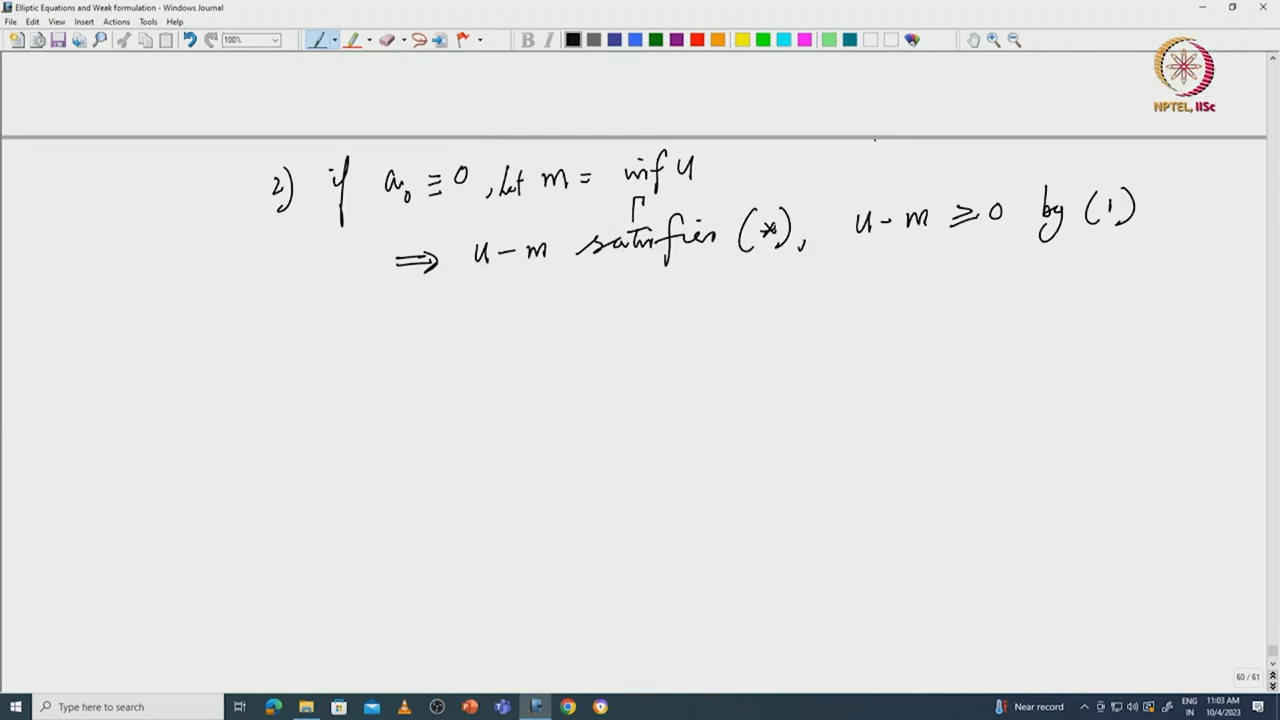 Elliptic Equations and Weak formulation - Windows Journal
File Edit View Insert Actions Tools Help
100%
B I
NPTEL, IISc
2) if a₀ ≡ 0, let m = inf u
Γ
⟹ u - m satisfies (*), u - m ≥ 0 by (1)
60 / 61
Type here to search
Near record
ENG
IN
11:03 AM
10/4/2023